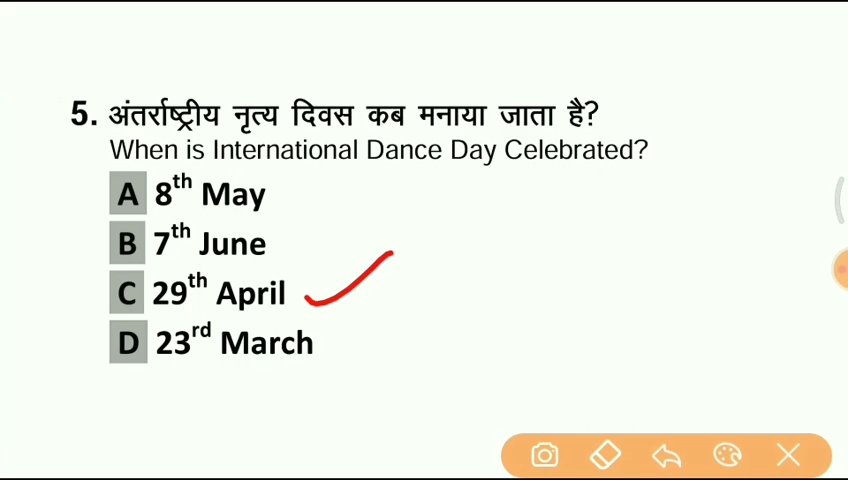 5. अंतर्राष्ट्रीय नृत्य दिवस कब मनाया जाता है?
When is International Dance Day Celebrated?
A 8th May
B 7th June
C 29th April
D 23rd March